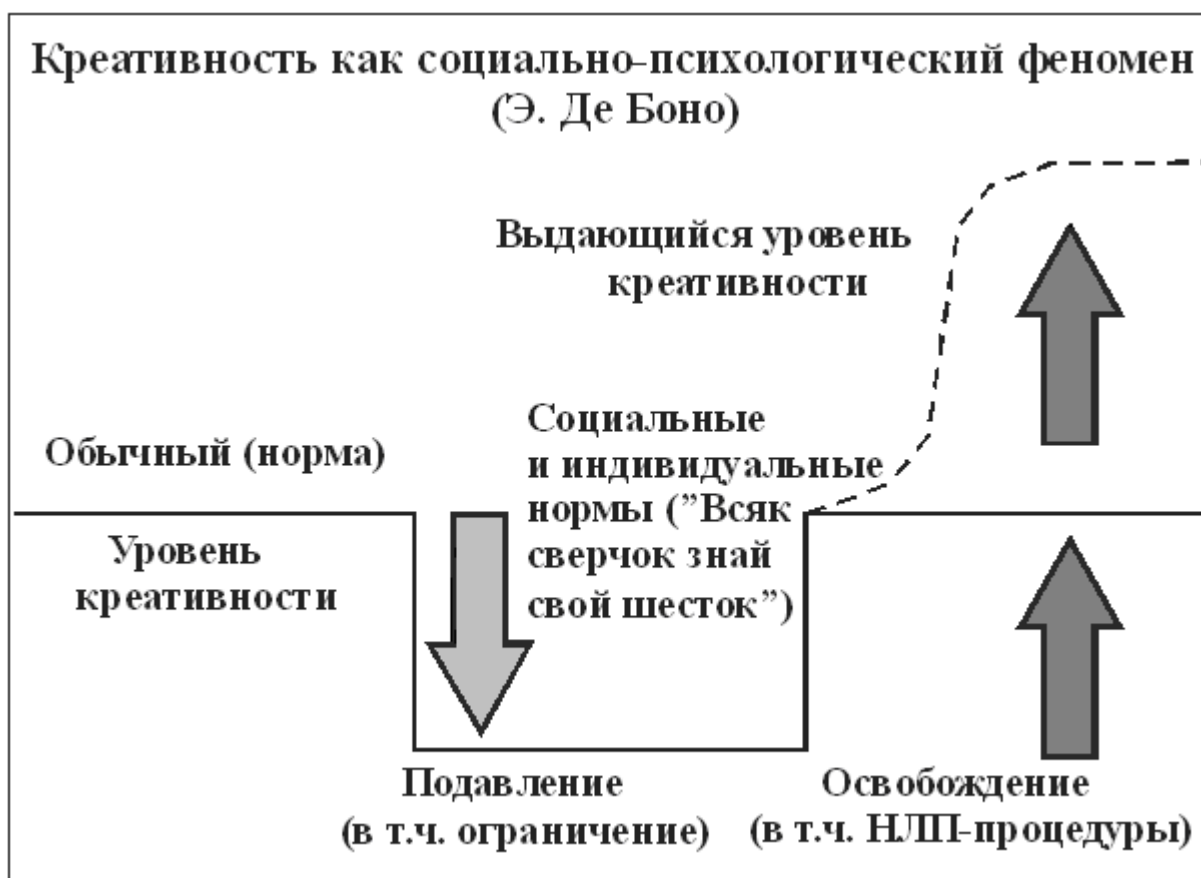 Креативность как социально-психологический феномен
(Э. Де Боно)
Выдающийся уровень
креативности
Обычный (норма)
Социальные
и индивидуальные
нормы (”Всяк
сверчок знай
свой шесток”)
Уровень
креативности
Подавление
(в т.ч. ограничение)
Освобождение
(в т.ч. НЛП-процедуры)